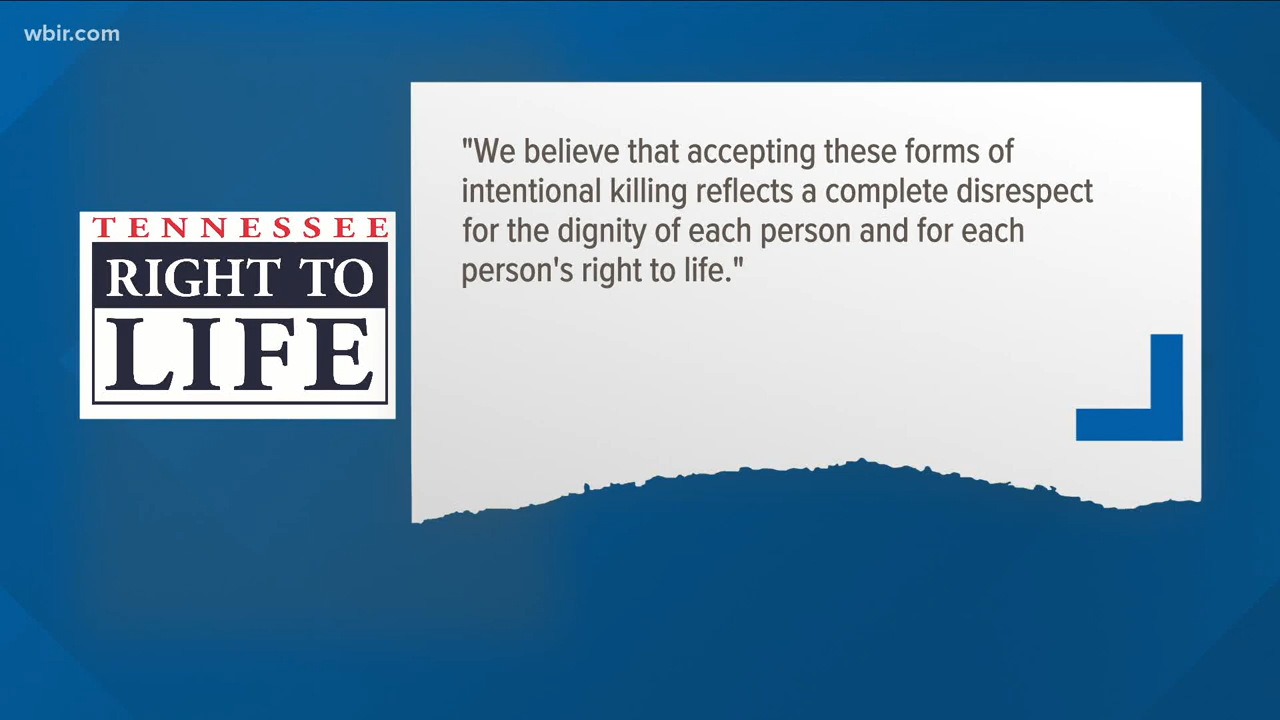 wbir.com
TENNESSEE
RIGHT TO
LIFE
"We believe that accepting these forms of
intentional killing reflects a complete disrespect
for the dignity of each person and for each
person's right to life."